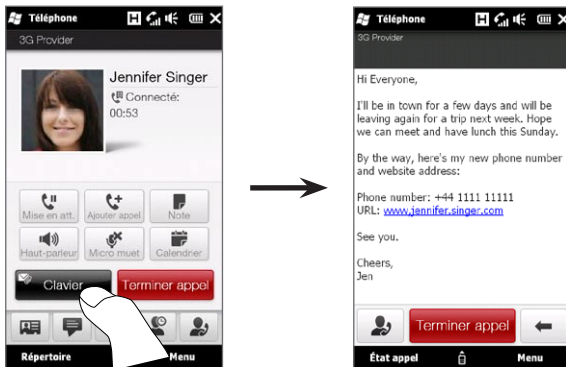 Téléphone
3G Provider
Jennifer Singer
Connecté:
00:53
Mise en att.
Ajouter appel
Note
Haut-parleur
Micro muet
Calendrier
Clavier
Terminer appel
Répertoire
Menu
Téléphone
3G Provider
Hi Everyone,
I'll be in town for a few days and will be
leaving again for a trip next week. Hope
we can meet and have lunch this Sunday.
By the way, here's my new phone number
and website address:
Phone number: +44 1111 11111
URL: www.jennifer.singer.com
See you.
Cheers,
Jen
Terminer appel
État appel
Menu